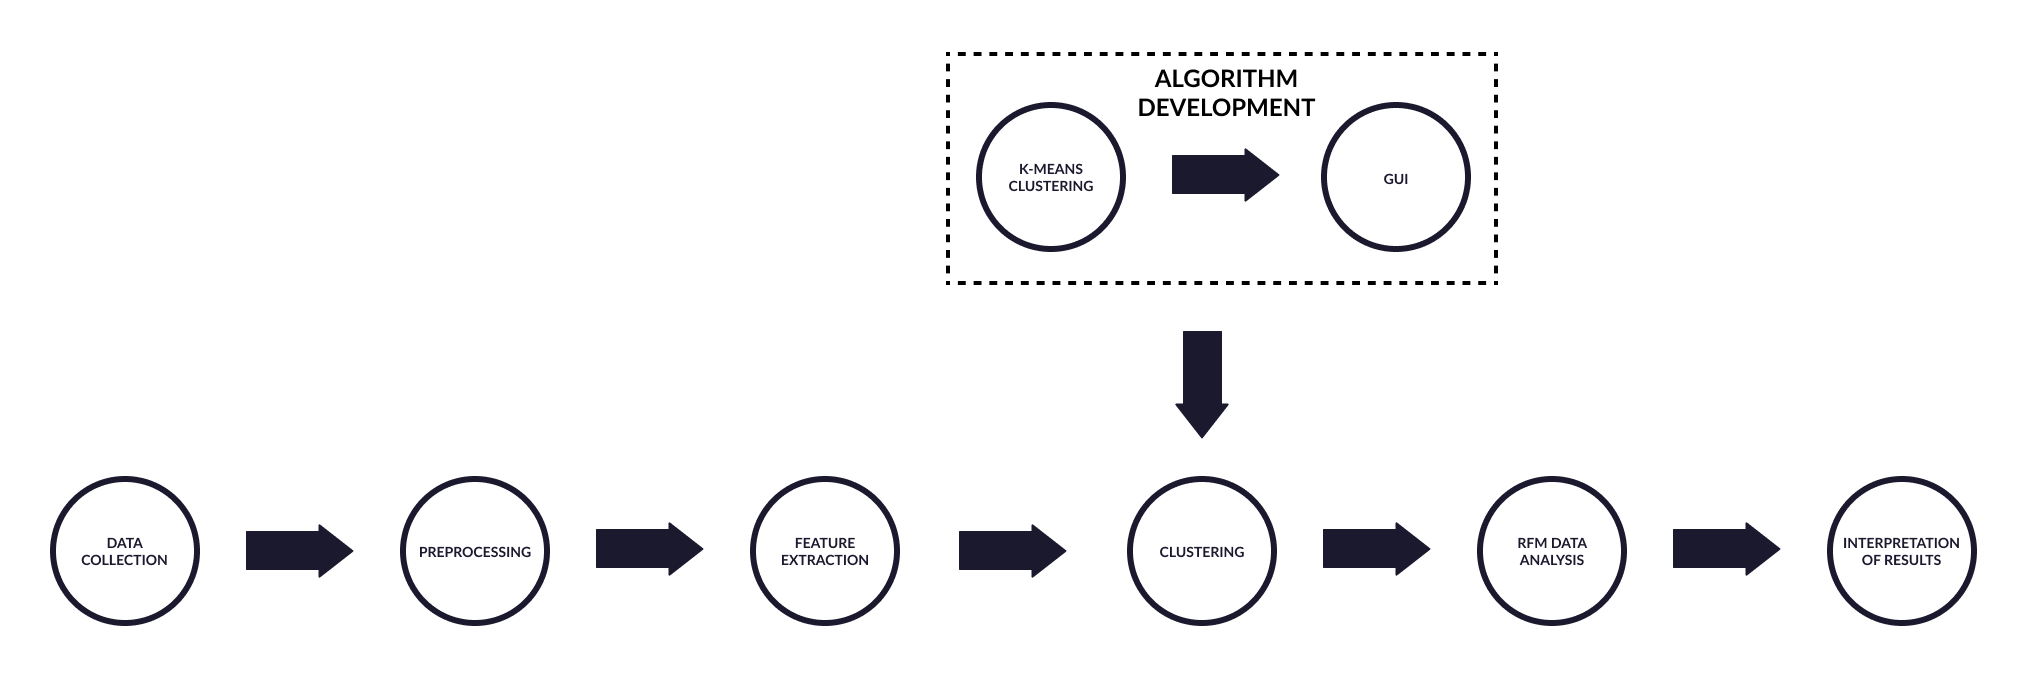 ALGORITHM
DEVELOPMENT
K-MEANS
CLUSTERING
GUI
DATA
COLLECTION
PREPROCESSING
FEATURE
EXTRACTION
CLUSTERING
RFM DATA
ANALYSIS
INTERPRETATION
OF RESULTS